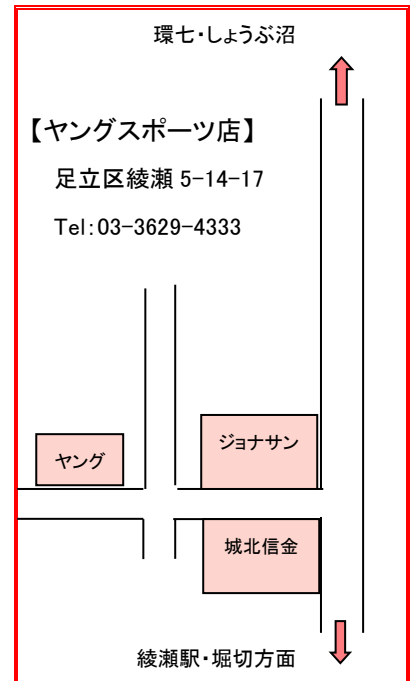 環七・しょうぶ沼
【ヤングスポーツ店】
足立区綾瀬 5-14-17
Tel:03-3629-4333
ジョナサン
ヤング
城北信金
綾瀬駅・堀切方面